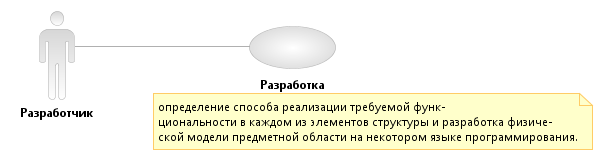 Разработка
Разработчик
определение способа реализации требуемой функ-
циональности в каждом из элементов структуры и разработка физиче-
ской модели предметной области на некотором языке программирования.